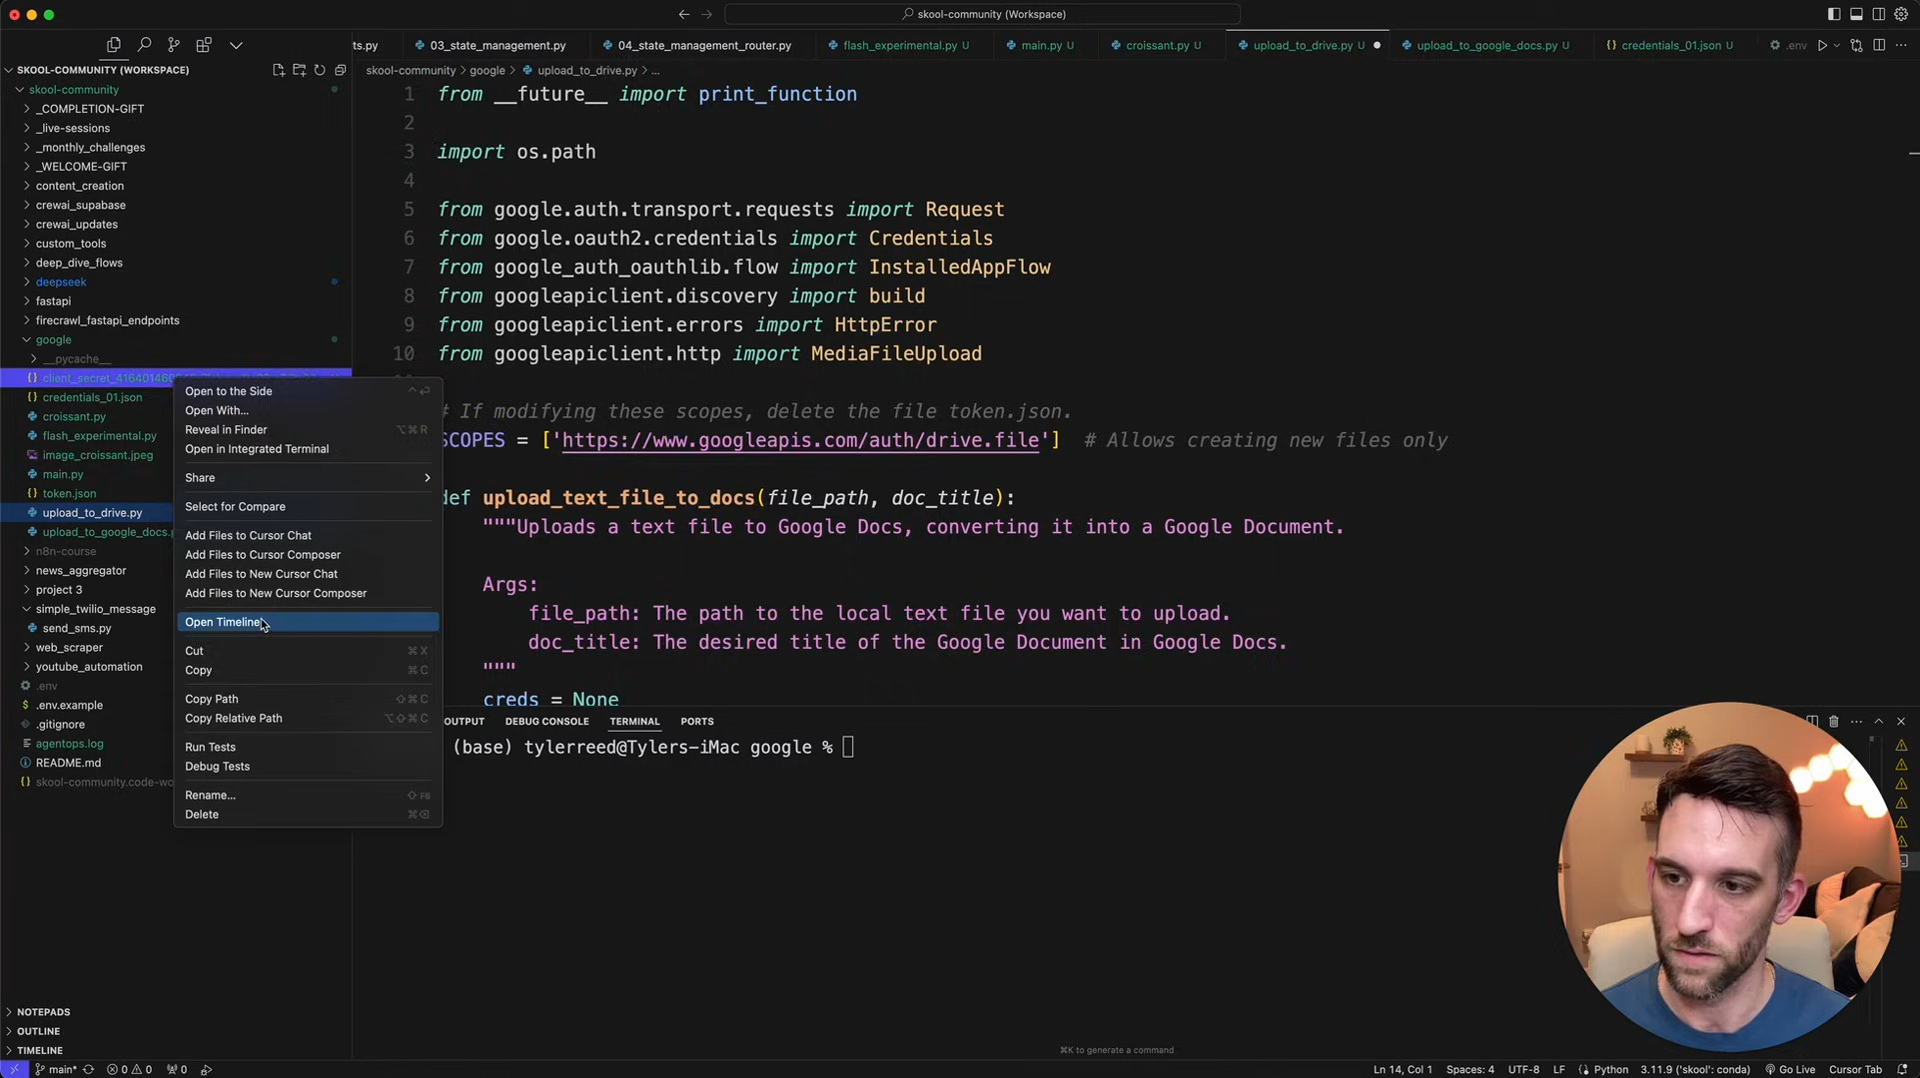 skool-community (Workspace)
ts.py
03_state_management.py
04_state_management_router.py
flash_experimental.py U
main.py U
croissant.py U
upload_to_drive.py U
upload_to_google_docs.py U
credentials_01.json U
.env
SKOOL-COMMUNITY (WORKSPACE)
skool-community > google > upload_to_drive.py > ...
skool-community
_COMPLETION-GIFT
_live-sessions
_monthly_challenges
_WELCOME-GIFT
content_creation
crewai_supabase
crewai_updates
custom_tools
deep_dive_flows
deepseek
fastapi
firecrawl_fastapi_endpoints
google
__pycache__
credentials_01.json
croissant.py
flash_experimental.py
image_croissant.jpeg
main.py
token.json
upload_to_drive.py
upload_to_google_docs.
n8n-course
news_aggregator
project 3
simple_twilio_message
send_sms.py
web_scraper
youtube_automation
.env
.env.example
.gitignore
agentops.log
README.md
skool-community.code-wo
NOTEPADS
OUTLINE
TIMELINE
Open to the Side
Open With...
Reveal in Finder ⌥⌘R
Open in Integrated Terminal
Share
Select for Compare
Add Files to Cursor Chat
Add Files to Cursor Composer
Add Files to New Cursor Chat
Add Files to New Cursor Composer
Open Timeline
Cut ⌘X
Copy ⌘C
Copy Path ⇧⌘C
Copy Relative Path ⌥⇧⌘C
Run Tests
Debug Tests
Rename... ⇧F6
Delete ⌘⌫
1 from __future__ import print_function
2
3 import os.path
4
5 from google.auth.transport.requests import Request
6 from google.oauth2.credentials import Credentials
7 from google_auth_oauthlib.flow import InstalledAppFlow
8 from googleapiclient.discovery import build
9 from googleapiclient.errors import HttpError
10 from googleapiclient.http import MediaFileUpload
# If modifying these scopes, delete the file token.json.
SCOPES = ['https://www.googleapis.com/auth/drive.file'] # Allows creating new files only
def upload_text_file_to_docs(file_path, doc_title):
"""Uploads a text file to Google Docs, converting it into a Google Document.
Args:
file_path: The path to the local text file you want to upload.
doc_title: The desired title of the Google Document in Google Docs.
"""
creds = None
OUTPUT DEBUG CONSOLE TERMINAL PORTS
(base) tylerreed@Tylers-iMac google %
⌘K to generate a command
main* 0 0 0
Ln 14, Col 1 Spaces: 4 UTF-8 LF Python 3.11.9 ('skool': conda) Go Live Cursor Tab